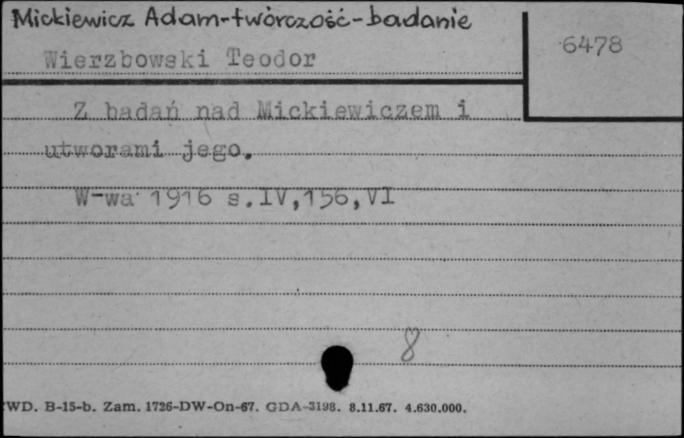 Mickiewicz Adam-twórczość-badanie
6478
Wierzbowski Teodor
Z badań nad Mickiewiczem i
utworami jego.
W-wa 1916 s.IV,156,VI
8
WD. B-15-b. Zam. 1726-DW-On-67. GDA-3198. 8.11.67. 4.630.000.